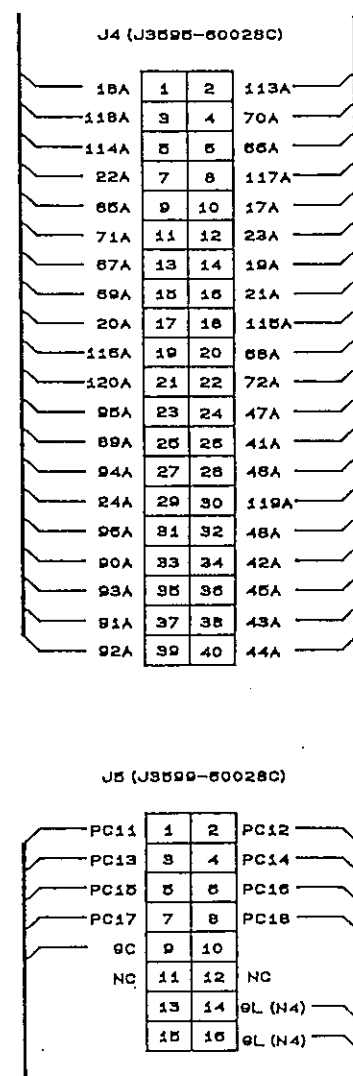 J4 (J3595-60028C)
18A 1 2 113A
118A 3 4 70A
114A 5 6 66A
22A 7 8 117A
65A 9 10 17A
71A 11 12 23A
67A 13 14 19A
69A 15 16 21A
20A 17 18 115A
116A 19 20 68A
120A 21 22 72A
95A 23 24 47A
89A 25 26 41A
94A 27 28 46A
24A 29 30 119A
96A 31 32 48A
90A 33 34 42A
93A 35 36 45A
91A 37 38 43A
92A 39 40 44A
J5 (J3599-60028C)
PC11 1 2 PC12
PC13 3 4 PC14
PC15 5 6 PC16
PC17 7 8 PC18
9C 9 10
NC 11 12 NC
13 14 9L (N4)
15 16 9L (N4)